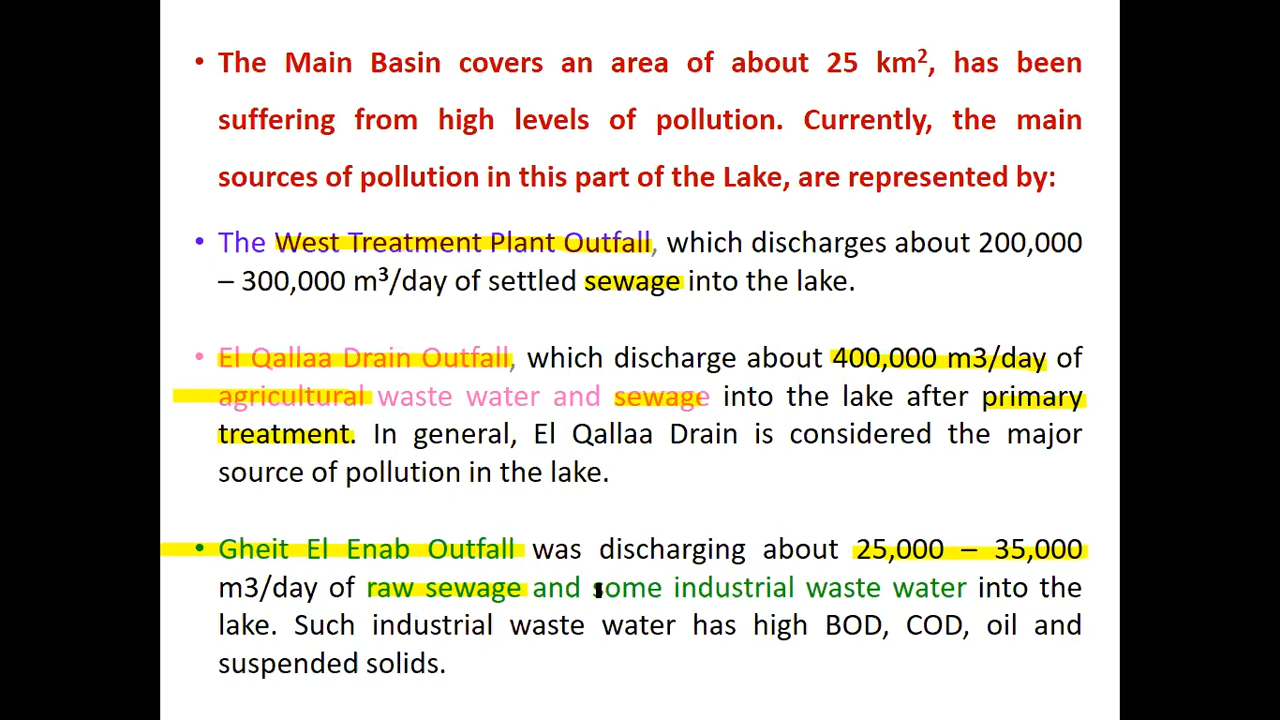 • The Main Basin covers an area of about 25 km², has been
suffering from high levels of pollution. Currently, the main
sources of pollution in this part of the Lake, are represented by:
• The West Treatment Plant Outfall, which discharges about 200,000
– 300,000 m³/day of settled sewage into the lake.
• El Qallaa Drain Outfall, which discharge about 400,000 m3/day of
agricultural waste water and sewage into the lake after primary
treatment. In general, El Qallaa Drain is considered the major
source of pollution in the lake.
• Gheit El Enab Outfall was discharging about 25,000 – 35,000
m3/day of raw sewage and some industrial waste water into the
lake. Such industrial waste water has high BOD, COD, oil and
suspended solids.